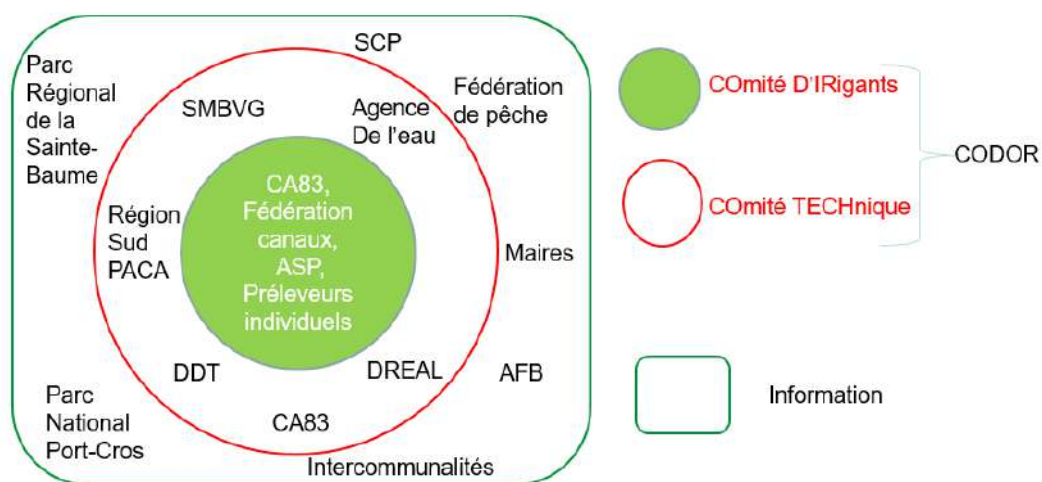 SCP
Parc
Régional
de la
Sainte-
Baume
Fédération
de pêche
SMBVG
Agence
De l'eau
CA83,
Fédération
canaux,
ASP,
Préleveurs
individuels
Région
Sud
PACA
Maires
DDT
DREAL
AFB
CA83
Parc
National
Port-Cros
Intercommunalités
COmité D'IRigants
COmité TECHnique
CODOR
Information